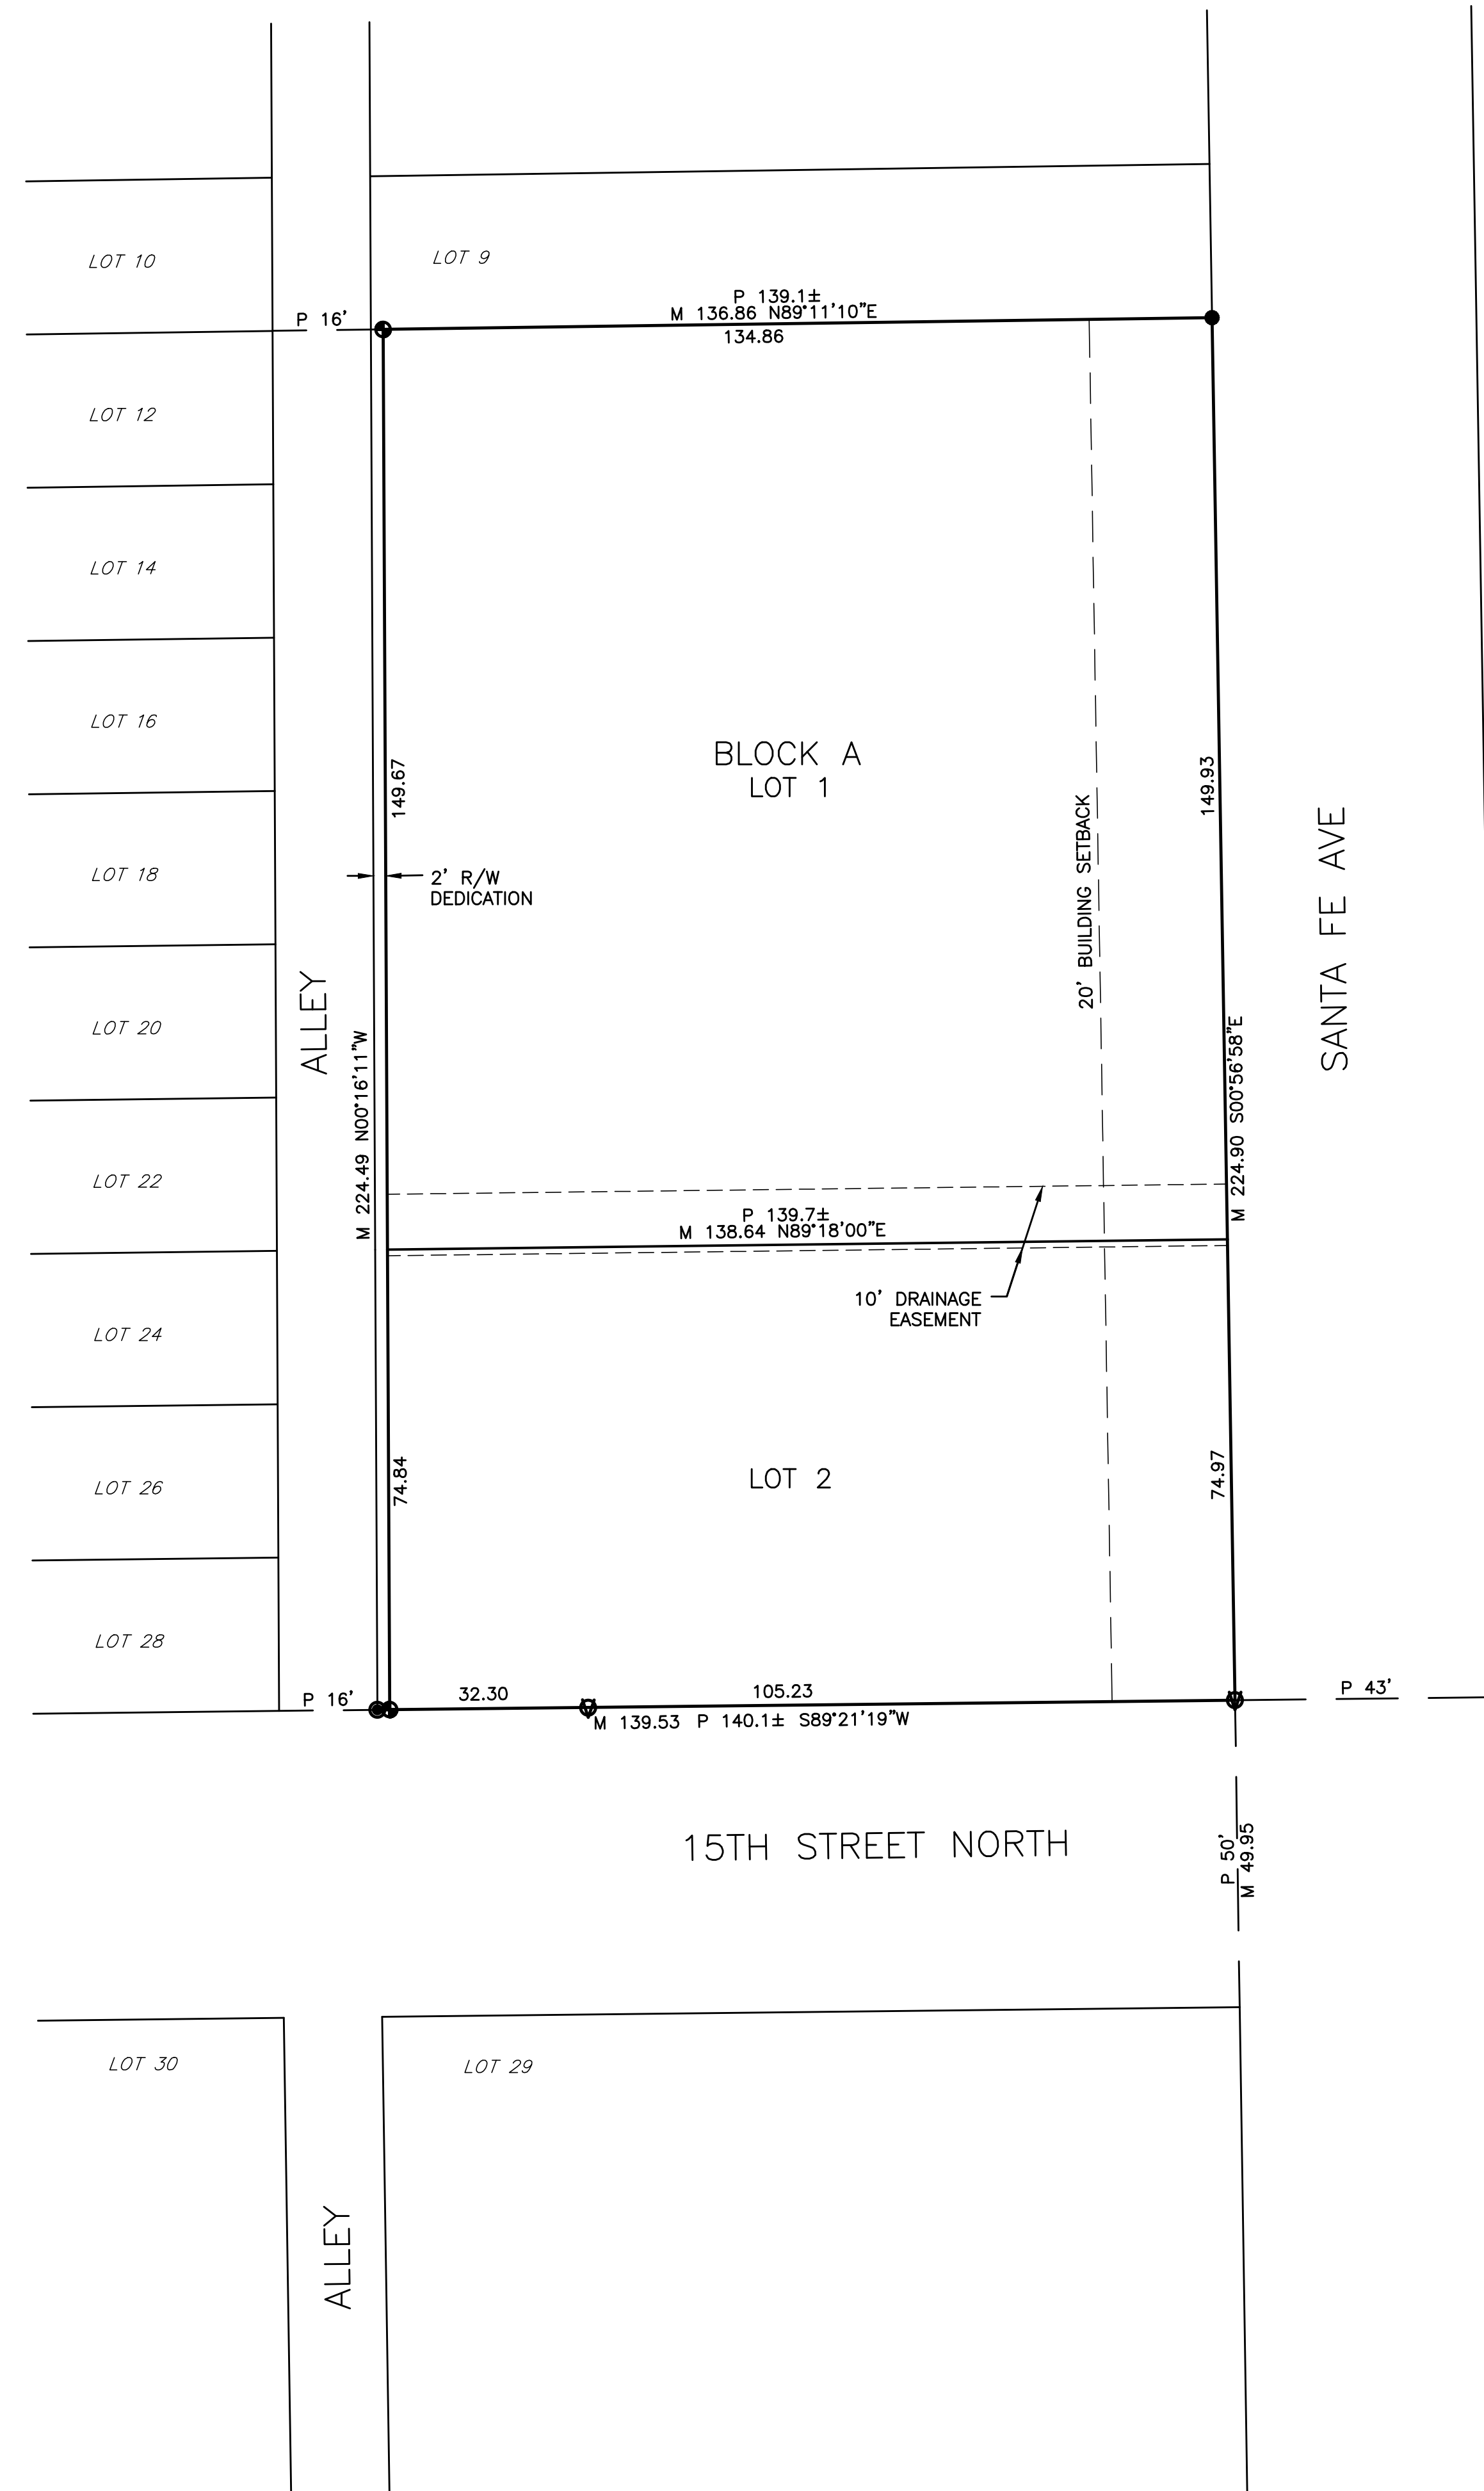 LOT 10
LOT 9
P 139.1±
M 136.86 N89°11'10"E
134.86
P 16'
LOT 12
LOT 14
LOT 16
BLOCK A
LOT 1
149.67
149.93
20' BUILDING SETBACK
SANTA FE AVE
LOT 18
2' R/W
DEDICATION
LOT 20
ALLEY
M 224.49 N00°16'11"W
M 224.90 S00°56'58"E
LOT 22
P 139.7±
M 138.64 N89°18'00"E
10' DRAINAGE
EASEMENT
LOT 24
LOT 26
74.84
LOT 2
74.97
LOT 28
P 16'
32.30
105.23
M 139.53 P 140.1± S89°21'19"W
P 43'
15TH STREET NORTH
P 50'
M 49.95
LOT 30
LOT 29
ALLEY